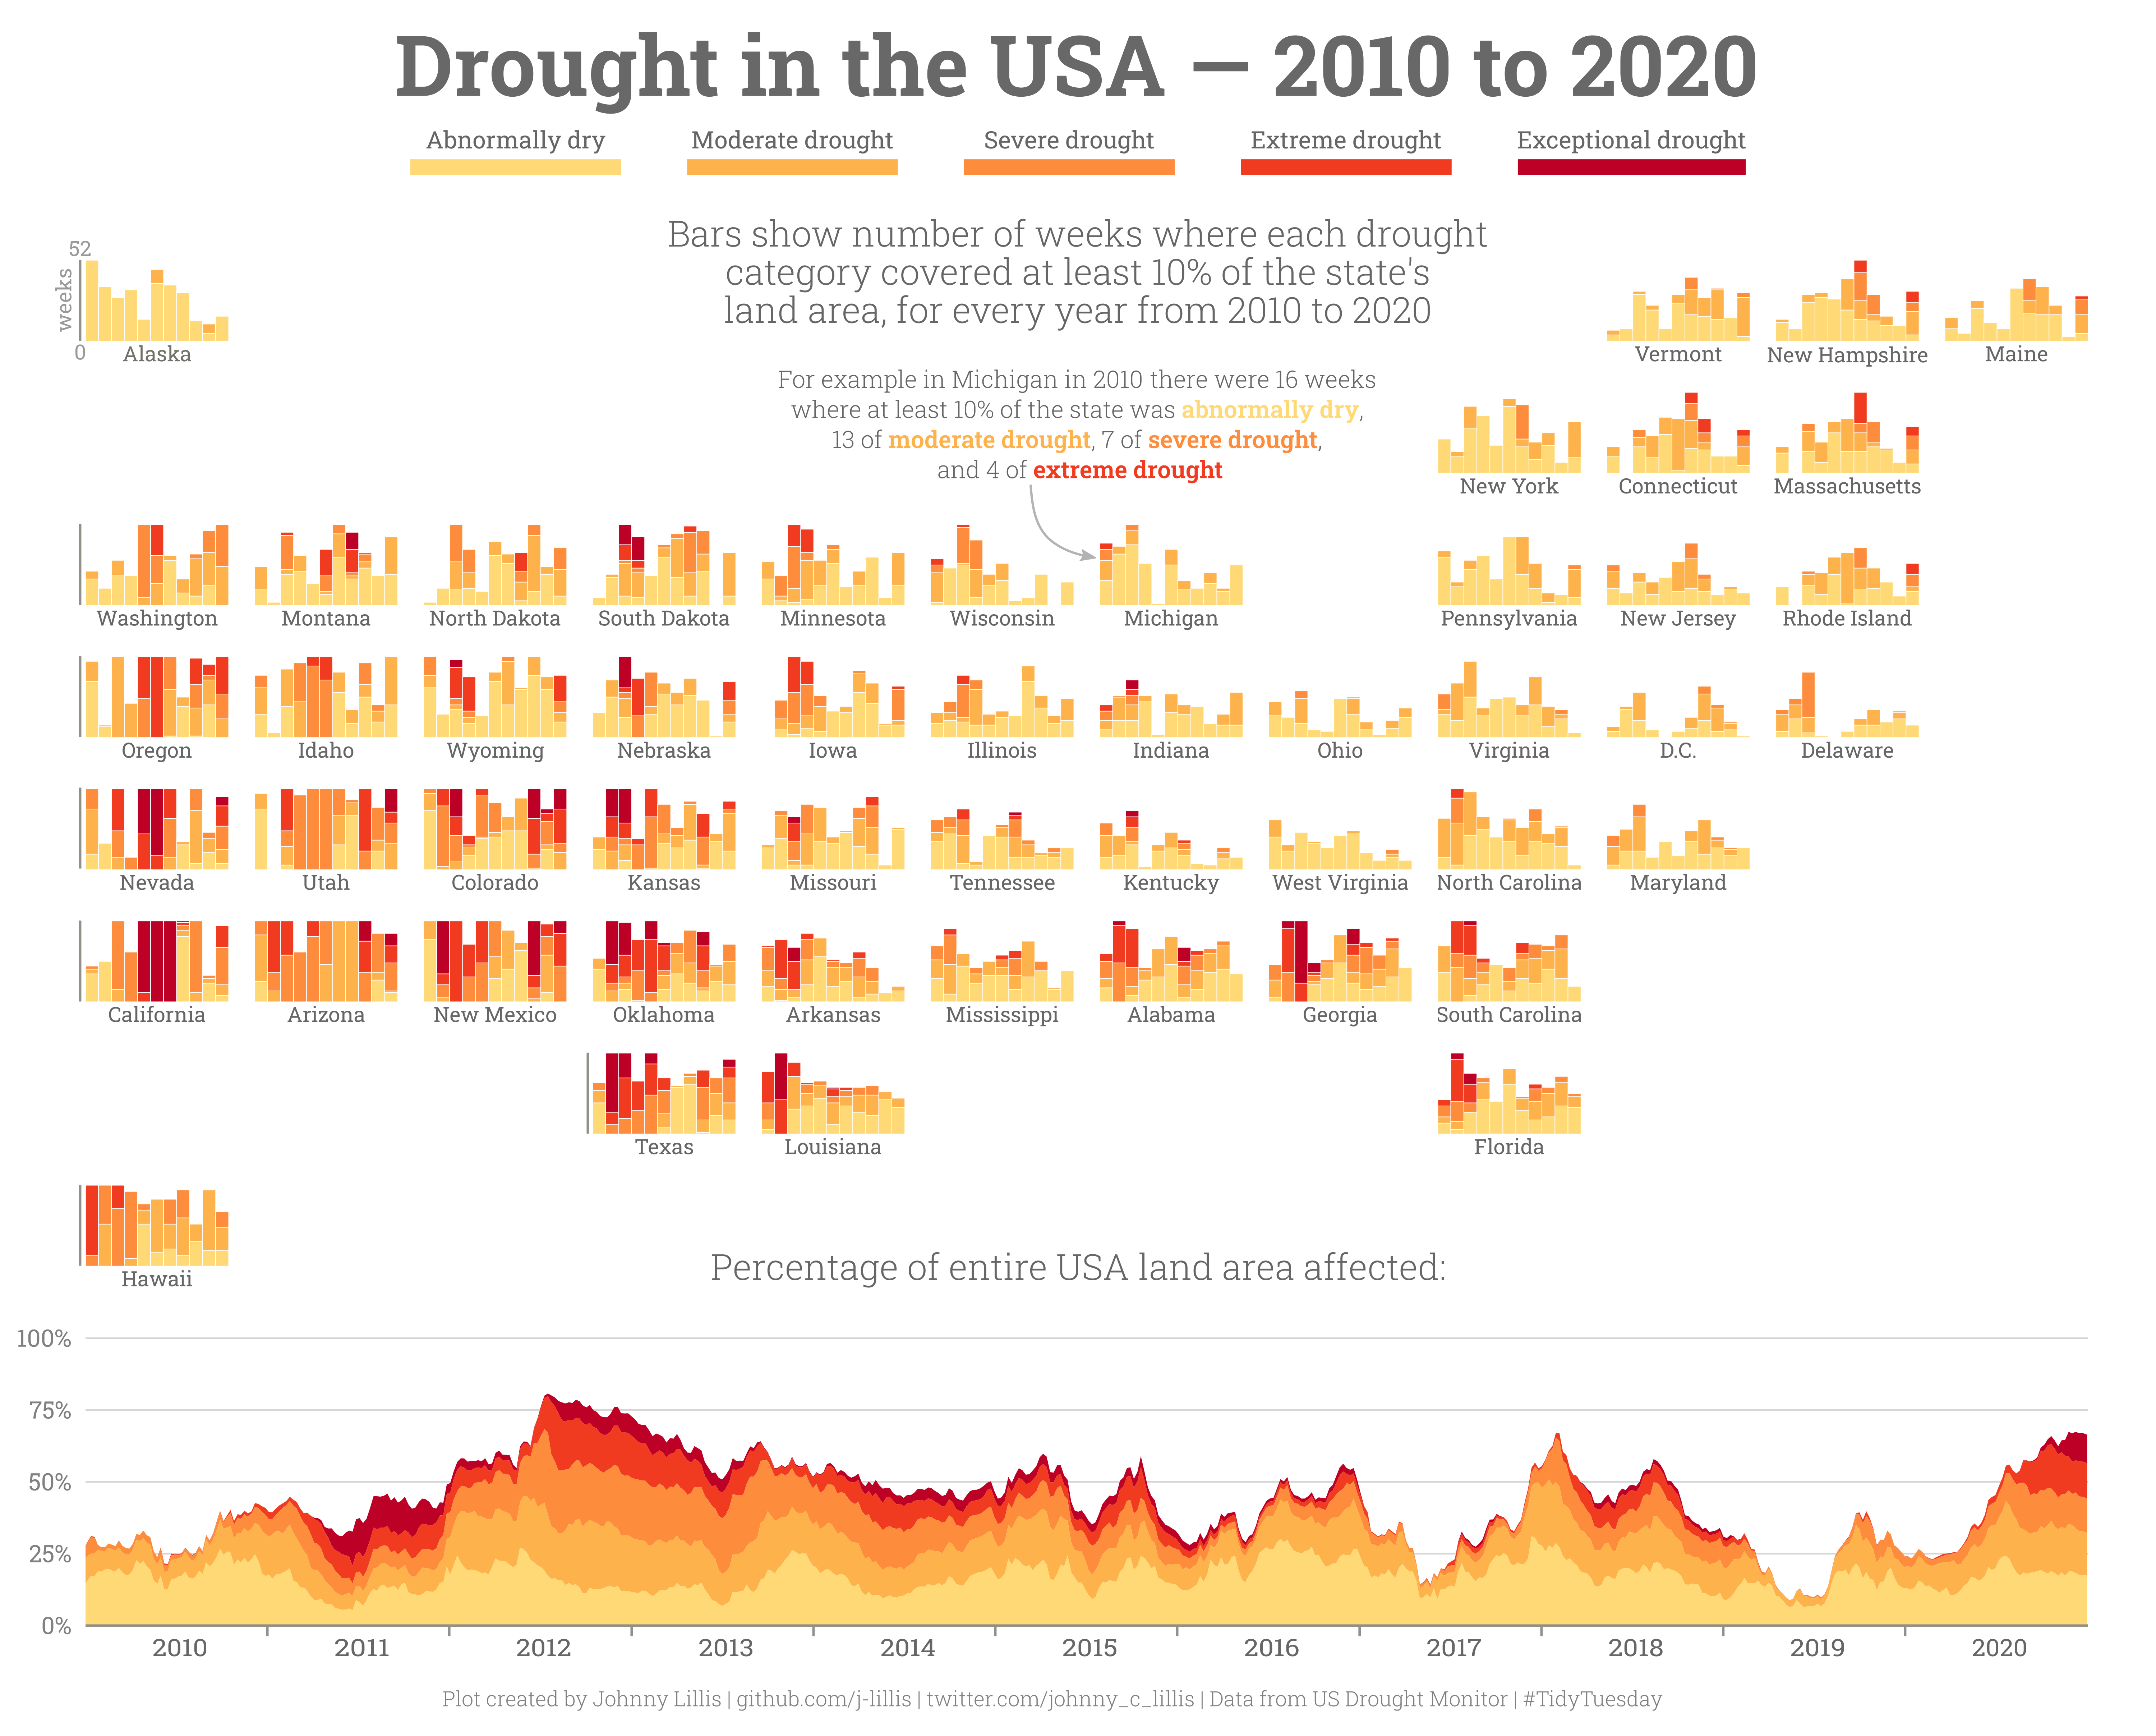 Drought in the USA — 2010 to 2020
Abnormally dry
Moderate drought
Severe drought
Extreme drought
Exceptional drought
Bars show number of weeks where each drought
category covered at least 10% of the state's
land area, for every year from 2010 to 2020
52
weeks
0
Alaska
Vermont
New Hampshire
Maine
For example in Michigan in 2010 there were 16 weeks
where at least 10% of the state was abnormally dry,
13 of moderate drought, 7 of severe drought,
and 4 of extreme drought
New York
Connecticut
Massachusetts
Washington
Montana
North Dakota
South Dakota
Minnesota
Wisconsin
Michigan
Pennsylvania
New Jersey
Rhode Island
Oregon
Idaho
Wyoming
Nebraska
Iowa
Illinois
Indiana
Ohio
Virginia
D.C.
Delaware
Nevada
Utah
Colorado
Kansas
Missouri
Tennessee
Kentucky
West Virginia
North Carolina
Maryland
California
Arizona
New Mexico
Oklahoma
Arkansas
Mississippi
Alabama
Georgia
South Carolina
Texas
Louisiana
Florida
Hawaii
Percentage of entire USA land area affected:
100%
75%
50%
25%
0%
2010
2011
2012
2013
2014
2015
2016
2017
2018
2019
2020
Plot created by Johnny Lillis | github.com/j-lillis | twitter.com/johnny_c_lillis | Data from US Drought Monitor | #TidyTuesday